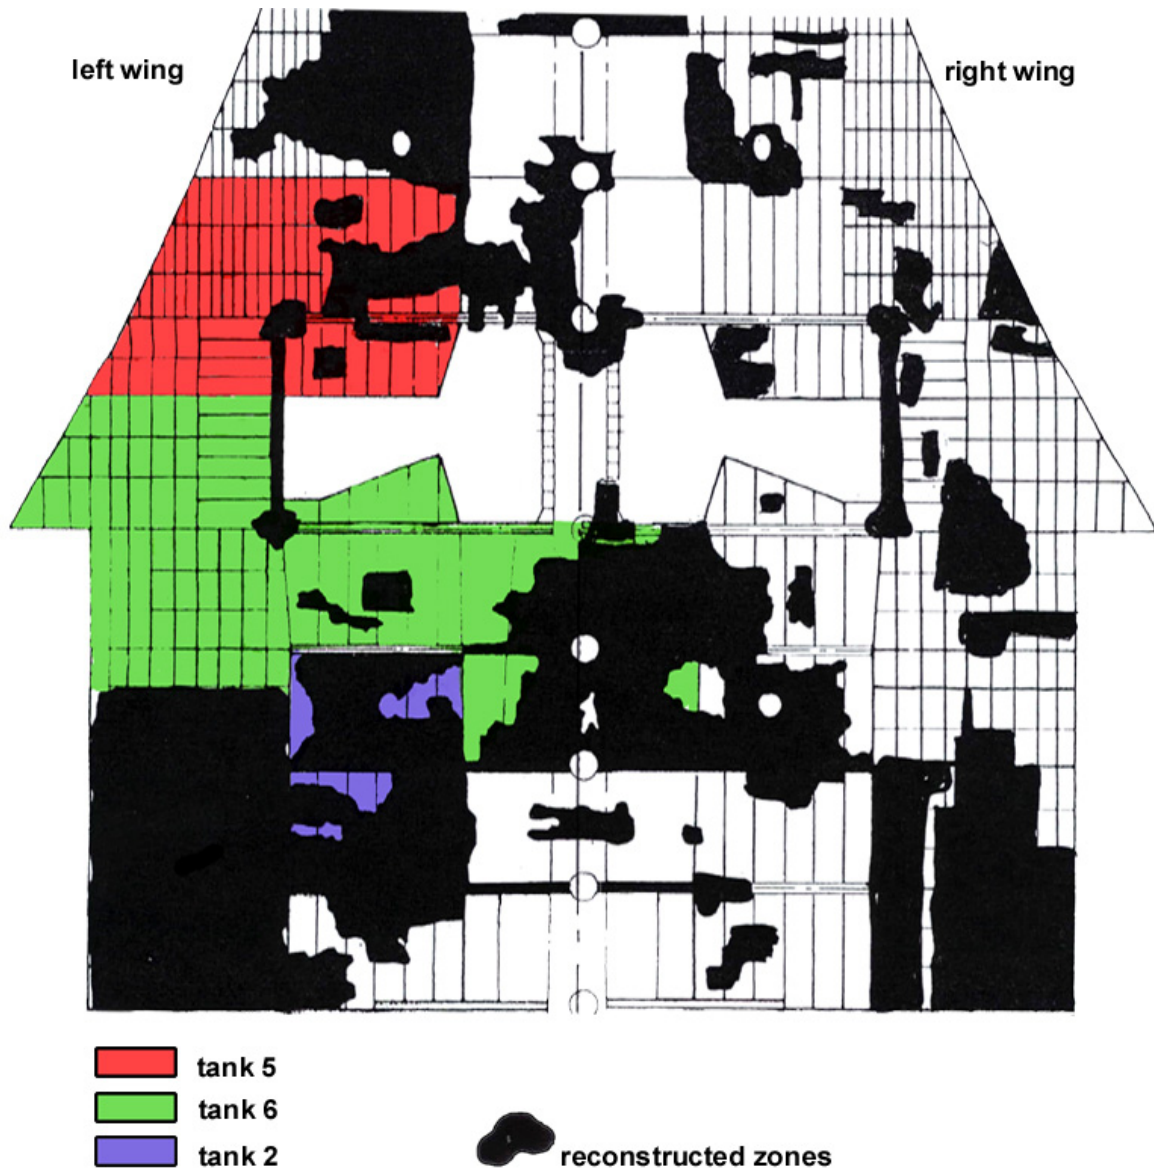 left wing
right wing
tank 5
tank 6
tank 2
reconstructed zones